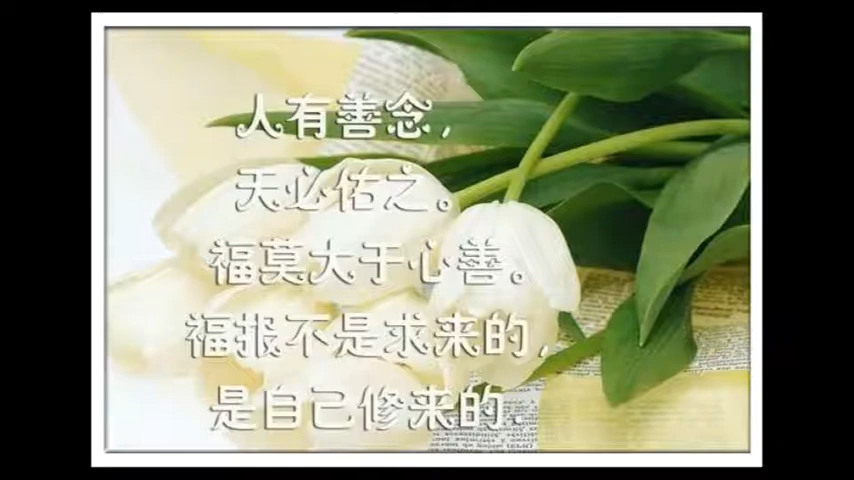 人有善念，
天必佑之。
福莫大于心善。
福报不是求来的，
是自己修来的.